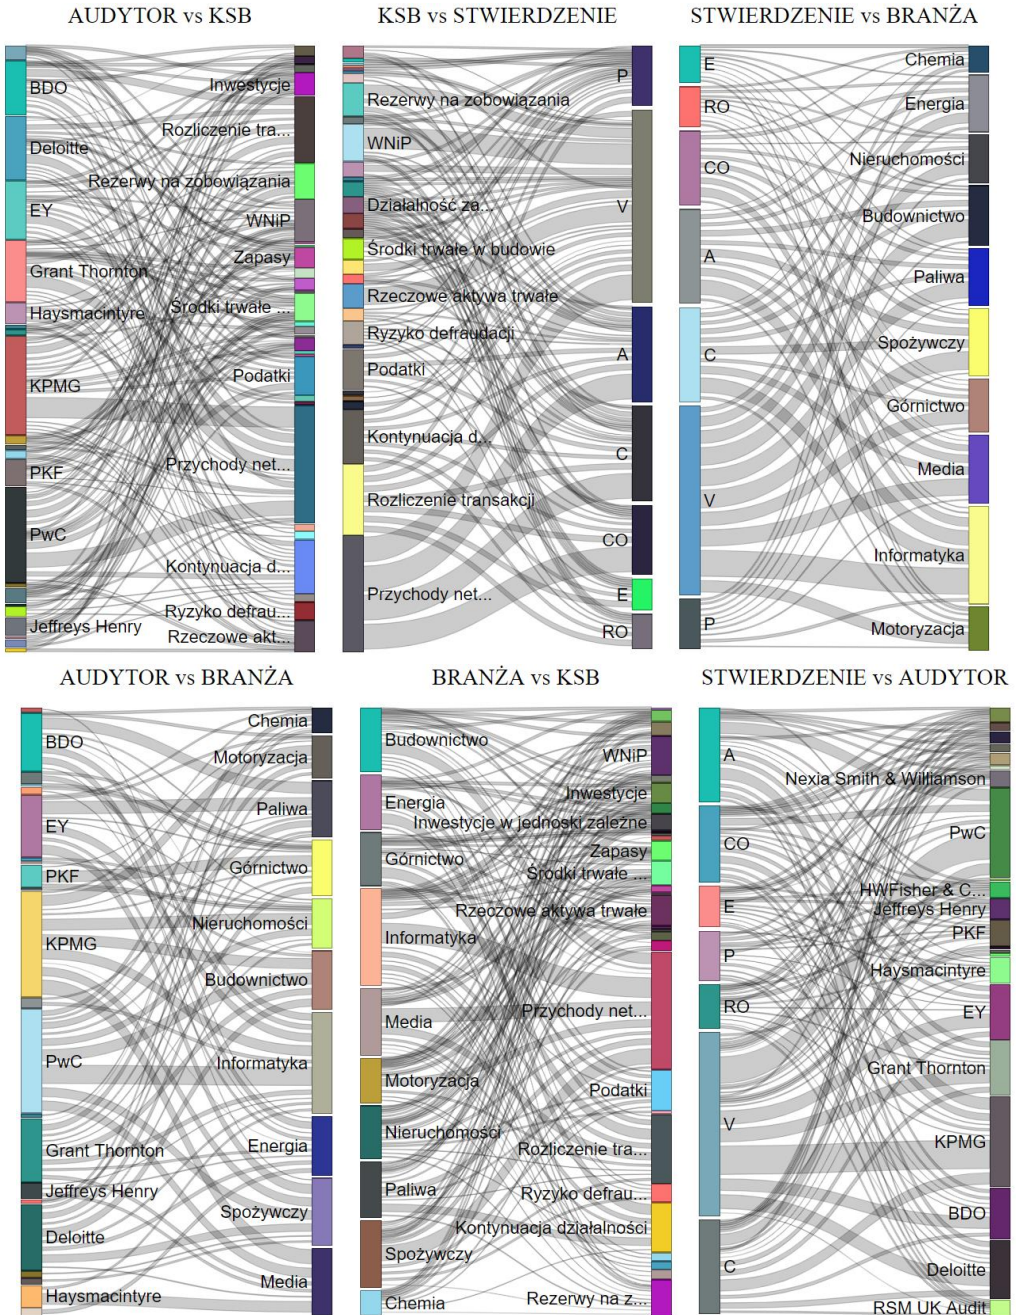 AUDYTOR vs KSB
BDO
Deloitte
EY
Grant Thornton
Haysmacintyre
KPMG
PKF
PwC
Jeffreys Henry
Inwestycje
Rozliczenie tra...
Rezerwy na zobowiązania
WNiP
Zapasy
Środki trwałe ...
Podatki
Przychody net...
Kontynuacja d...
Ryzyko defrau...
Rzeczowe akt...
KSB vs STWIERDZENIE
Rezerwy na zobowiązania
WNiP
Działalność za...
Środki trwałe w budowie
Rzeczowe aktywa trwałe
Ryzyko defraudacji
Podatki
Kontynuacja d...
Rozliczenie transakcji
Przychody net...
P
V
A
C
CO
E
RO
STWIERDZENIE vs BRANŻA
E
RO
CO
A
C
V
P
Chemia
Energia
Nieruchomości
Budownictwo
Paliwa
Spożywczy
Górnictwo
Media
Informatyka
Motoryzacja
AUDYTOR vs BRANŻA
BDO
EY
PKF
KPMG
PwC
Grant Thornton
Jeffreys Henry
Deloitte
Haysmacintyre
Chemia
Motoryzacja
Paliwa
Górnictwo
Nieruchomości
Budownictwo
Informatyka
Energia
Spożywczy
Media
BRANŻA vs KSB
Budownictwo
Energia
Górnictwo
Informatyka
Media
Motoryzacja
Nieruchomości
Paliwa
Spożywczy
Chemia
WNiP
Inwestycje
Inwestycje w jednoski zależne
Zapasy
Środki trwałe ...
Rzeczowe aktywa trwałe
Przychody net...
Podatki
Rozliczenie tra...
Ryzyko defrau...
Kontynuacja działalności
Rezerwy na z...
STWIERDZENIE vs AUDYTOR
A
CO
E
P
RO
V
C
Nexia Smith & Williamson
PwC
HWFisher & C...
Jeffreys Henry
PKF
Haysmacintyre
EY
Grant Thornton
KPMG
BDO
Deloitte
RSM UK Audit